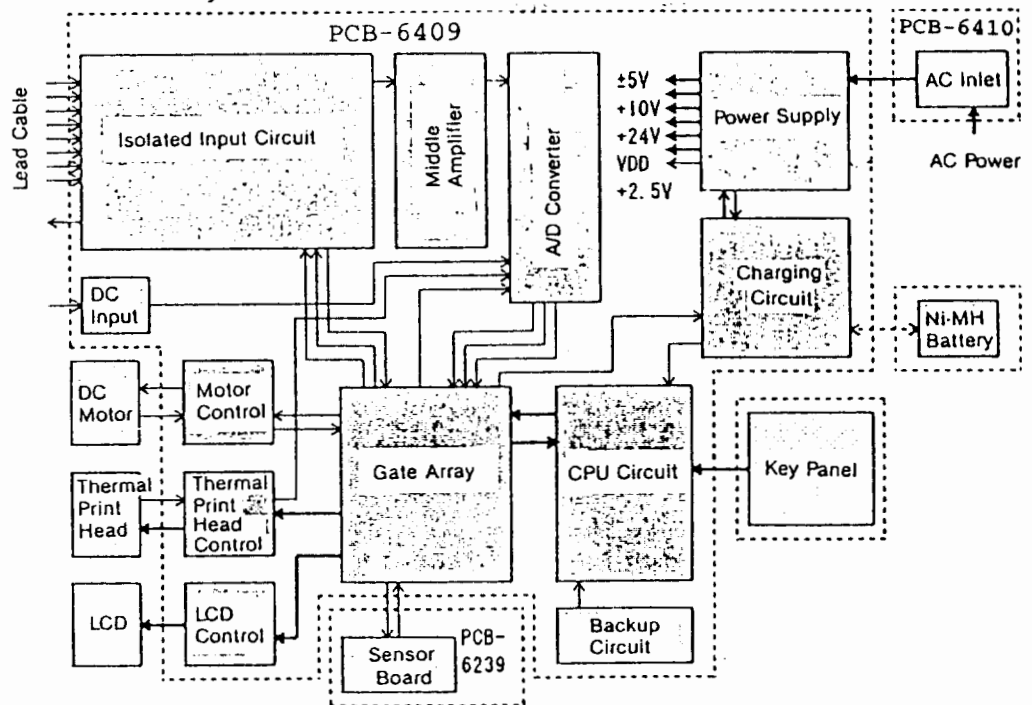 PCB-6409
PCB-6410
Lead Cable
Isolated Input Circuit
Middle
Amplifier
A/D Converter
±5V
+10V
+24V
VDD
+2.5V
Power Supply
AC Inlet
AC Power
Charging
Circuit
DC
Input
Ni-MH
Battery
DC
Motor
Motor
Control
Gate Array
CPU Circuit
Key Panel
Thermal
Print
Head
Thermal
Print
Head
Control
LCD
LCD
Control
Sensor
Board
PCB-
6239
Backup
Circuit